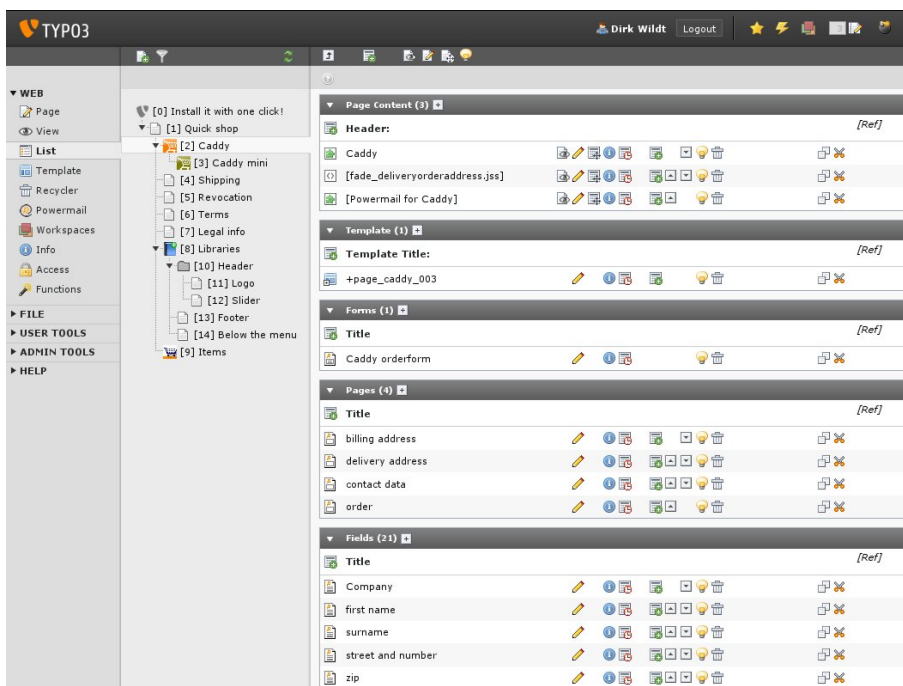 TYPO3
Dirk Wildt Logout
WEB
Page
View
List
Template
Recycler
Powermail
Workspaces
Info
Access
Functions
FILE
USER TOOLS
ADMIN TOOLS
HELP
[0] Install it with one click!
[1] Quick shop
[2] Caddy
[3] Caddy mini
[4] Shipping
[5] Revocation
[6] Terms
[7] Legal info
[8] Libraries
[10] Header
[11] Logo
[12] Slider
[13] Footer
[14] Below the menu
[9] Items
Page Content (3)
Header: [Ref]
Caddy
[fade_deliveryorderaddress.jss]
[Powermail for Caddy]
Template (1)
Template Title: [Ref]
+page_caddy_003
Forms (1)
Title [Ref]
Caddy orderform
Pages (4)
Title [Ref]
billing address
delivery address
contact data
order
Fields (21)
Title [Ref]
Company
first name
surname
street and number
zip